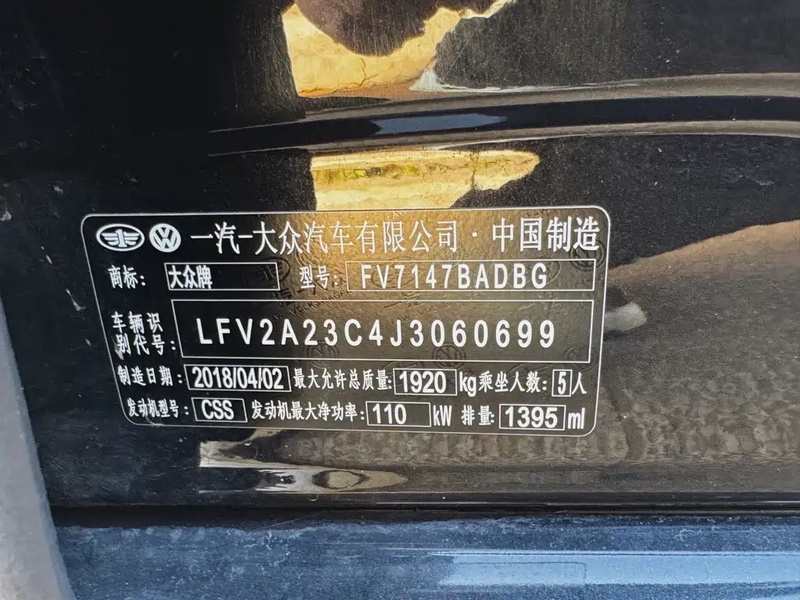 一汽-大众汽车有限公司·中国制造
商标: 大众牌 型号: FV7147BADBG
车辆识别代号: LFV2A23C4J3060699
制造日期: 2018/04/02 最大允许总质量: 1920 kg 乘坐人数: 5 人
发动机型号: CSS 发动机最大净功率: 110 kW 排量: 1395 ml